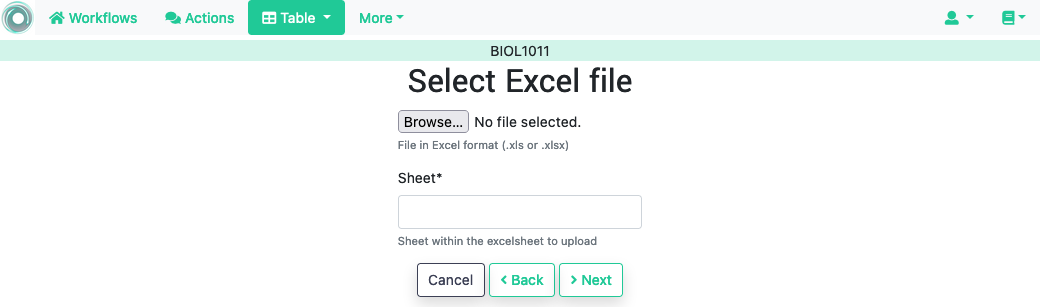 Workflows Actions Table More
BIOL1011
Select Excel file
Browse... No file selected.
File in Excel format (.xls or .xlsx)
Sheet*
Sheet within the excelsheet to upload
Cancel Back Next